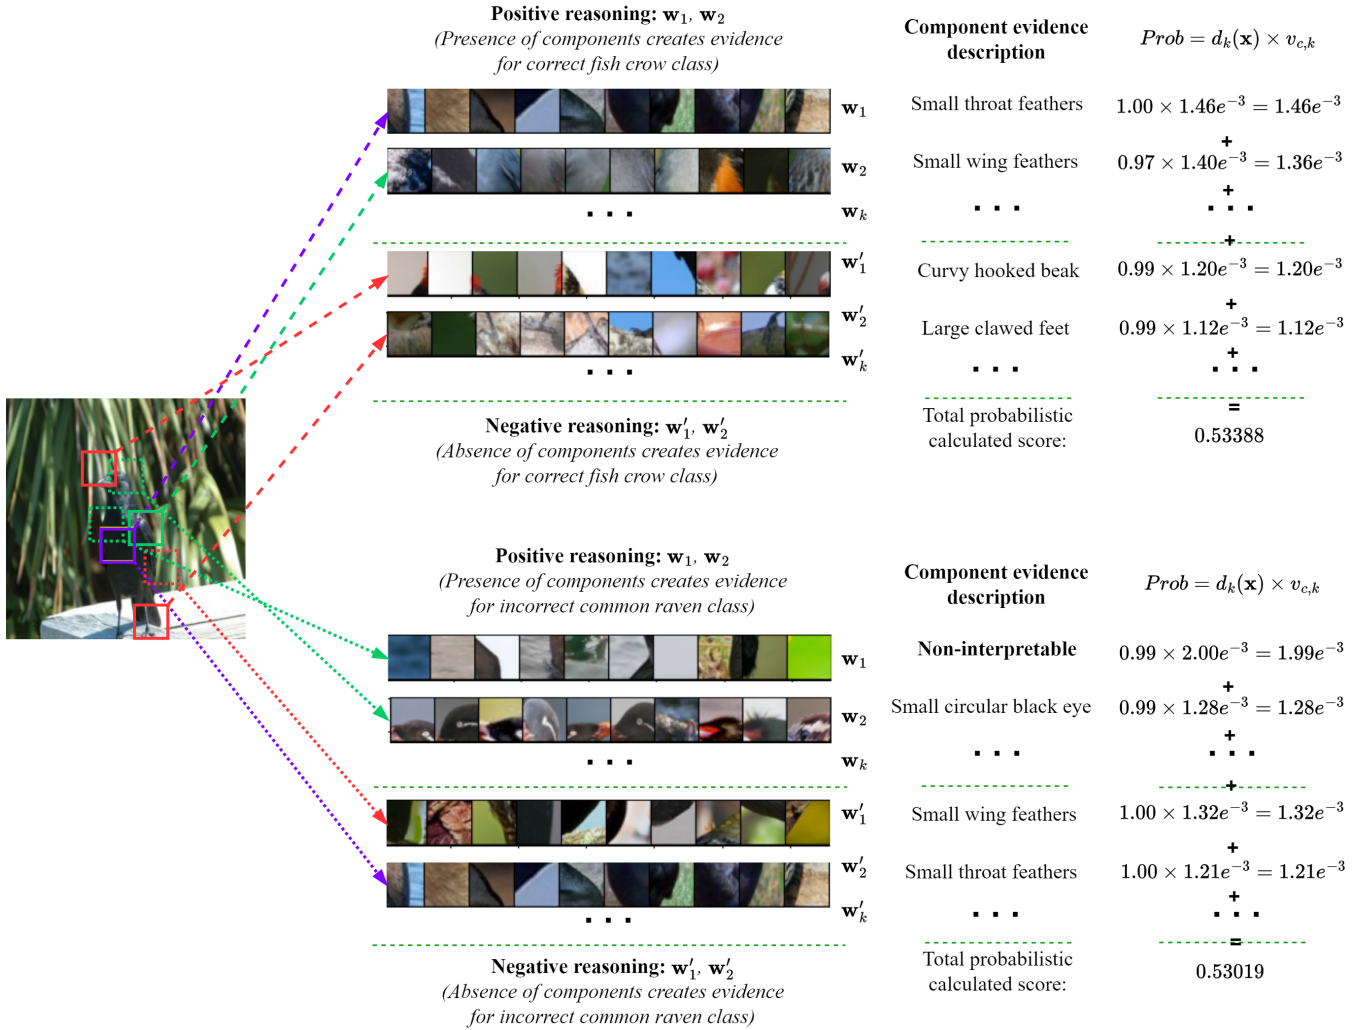 Positive reasoning: w₁, w₂
(Presence of components creates evidence
for correct fish crow class)
Component evidence
description
Prob = dₖ(x) × v_c,k
w₁
Small throat feathers
1.00 × 1.46e⁻³ = 1.46e⁻³
+
w₂
Small wing feathers
0.97 × 1.40e⁻³ = 1.36e⁻³
+
. . .
wₖ
. . .
. . .
+
w′₁
Curvy hooked beak
0.99 × 1.20e⁻³ = 1.20e⁻³
+
w′₂
Large clawed feet
0.99 × 1.12e⁻³ = 1.12e⁻³
+
. . .
w′ₖ
. . .
. . .
=
Negative reasoning: w′₁, w′₂
(Absence of components creates evidence
for correct fish crow class)
Total probabilistic
calculated score:
0.53388
Positive reasoning: w₁, w₂
(Presence of components creates evidence
for incorrect common raven class)
Component evidence
description
Prob = dₖ(x) × v_c,k
w₁
Non-interpretable
0.99 × 2.00e⁻³ = 1.99e⁻³
+
w₂
Small circular black eye
0.99 × 1.28e⁻³ = 1.28e⁻³
+
. . .
wₖ
. . .
. . .
+
w′₁
Small wing feathers
1.00 × 1.32e⁻³ = 1.32e⁻³
+
w′₂
Small throat feathers
1.00 × 1.21e⁻³ = 1.21e⁻³
+
. . .
w′ₖ
. . .
. . .
=
Negative reasoning: w′₁, w′₂
(Absence of components creates evidence
for incorrect common raven class)
Total probabilistic
calculated score:
0.53019